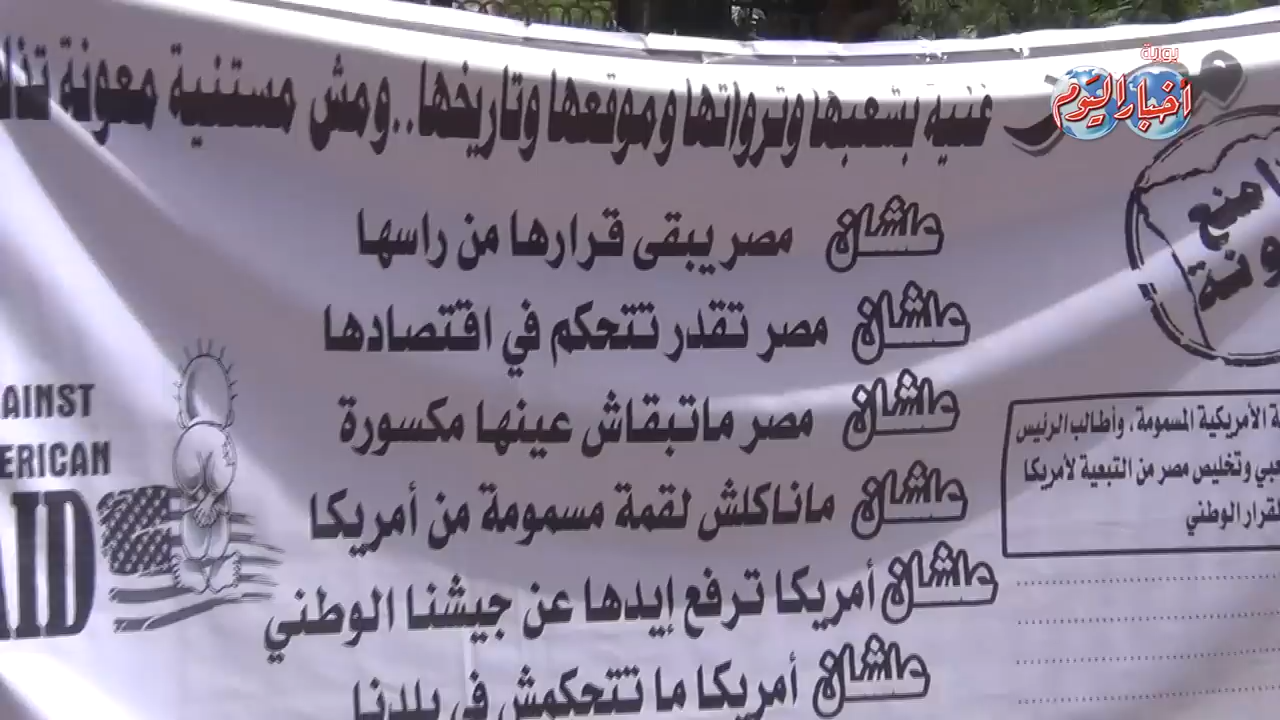 بوابة
أخبار اليوم
غنية بشعبها وثرواتها وموقعها وتاريخها..ومش مستنية معونة
منع
علشان مصر يبقى قرارها من راسها
علشان مصر تقدر تتحكم في اقتصادها
علشان مصر ماتبقاش عينها مكسورة
علشان ماناكلش لقمة مسمومة من أمريكا
علشان أمريكا ترفع إيدها عن جيشنا الوطني
علشان أمريكا ما تتحكمش في بلدنا
الأمريكية المسمومة، وأطالب الرئيس
وتخليص مصر من التبعية لأمريكا
القرار الوطني
AINST
ERICAN
AID